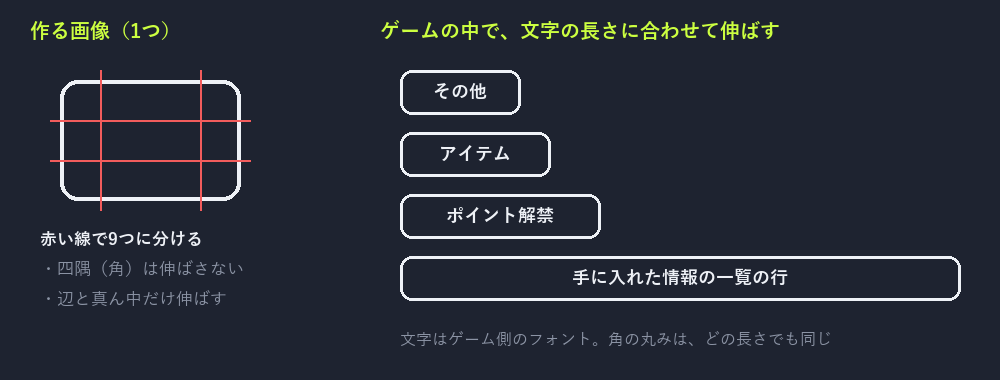 作る画像（1つ）
赤い線で9つに分ける
・四隅（角）は伸ばさない
・辺と真ん中だけ伸ばす
ゲームの中で、文字の長さに合わせて伸ばす
その他
アイテム
ポイント解禁
手に入れた情報の一覧の行
文字はゲーム側のフォント。角の丸みは、どの長さでも同じ